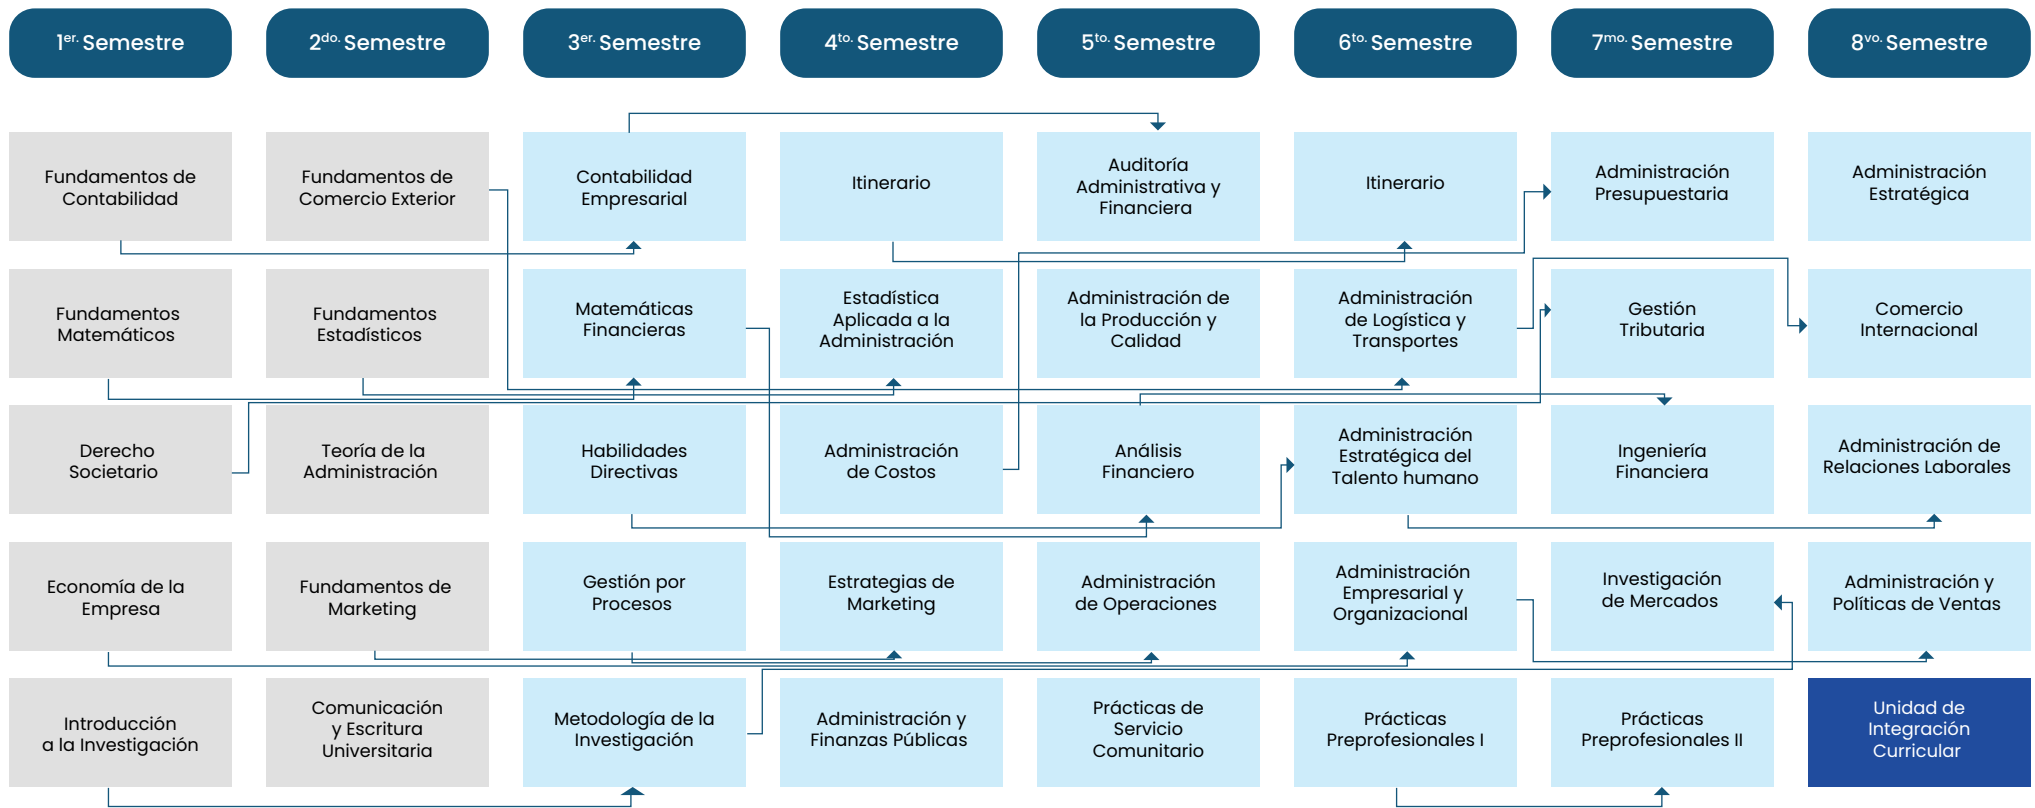 1er. Semestre
2do. Semestre
3er. Semestre
4to. Semestre
5to. Semestre
6to. Semestre
7mo. Semestre
8vo. Semestre
Fundamentos de
Contabilidad
Fundamentos de
Comercio Exterior
Contabilidad
Empresarial
Itinerario
Auditoría
Administrativa y
Financiera
Itinerario
Administración
Presupuestaria
Administración
Estratégica
Fundamentos
Matemáticos
Fundamentos
Estadísticos
Matemáticas
Financieras
Estadística
Aplicada a la
Administración
Administración de
la Producción y
Calidad
Administración
de Logística y
Transportes
Gestión
Tributaria
Comercio
Internacional
Derecho
Societario
Teoría de la
Administración
Habilidades
Directivas
Administración
de Costos
Análisis
Financiero
Administración
Estratégica del
Talento humano
Ingeniería
Financiera
Administración de
Relaciones Laborales
Economía de la
Empresa
Fundamentos de
Marketing
Gestión por
Procesos
Estrategias de
Marketing
Administración
de Operaciones
Administración
Empresarial y
Organizacional
Investigación
de Mercados
Administración y
Políticas de Ventas
Introducción
a la Investigación
Comunicación
y Escritura
Universitaria
Metodología de la
Investigación
Administración y
Finanzas Públicas
Prácticas de
Servicio
Comunitario
Prácticas
Preprofesionales I
Prácticas
Preprofesionales II
Unidad de
Integración
Curricular